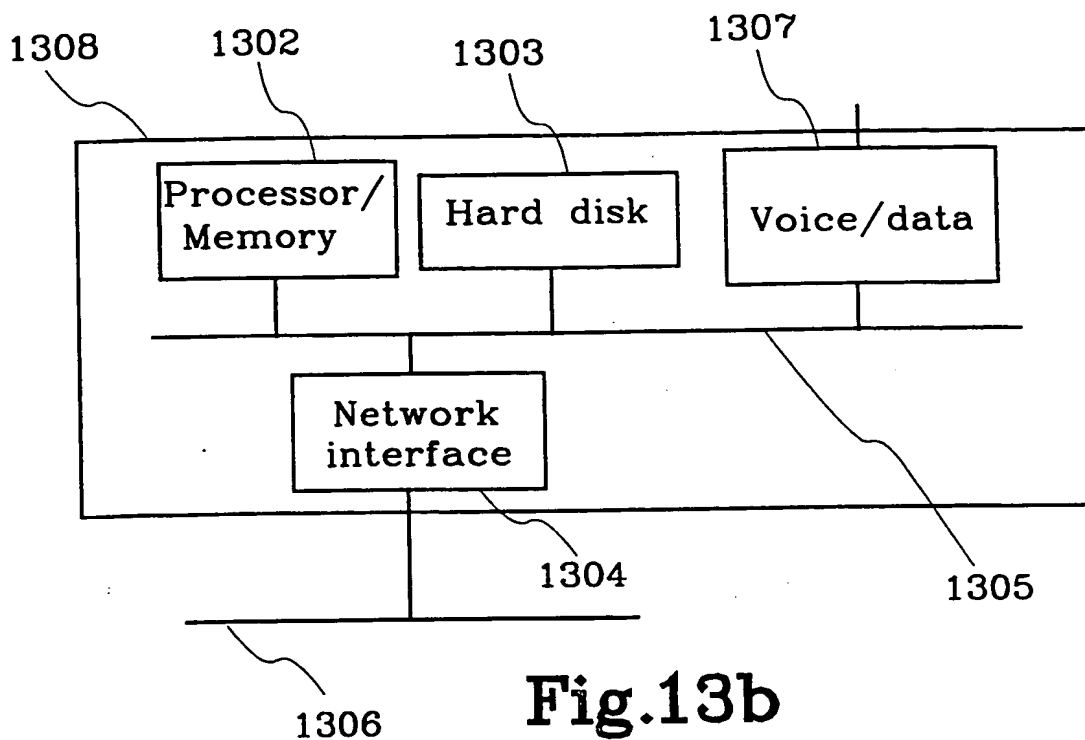 1308
1302
1303
1307
Processor/
Memory
Hard disk
Voice/data
Network
interface
1304
1305
1306
Fig.13b